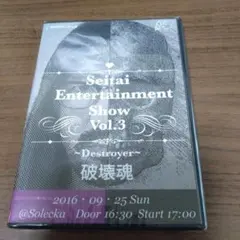 Seitai
Entertainment
Show
Vol.3
~Destroyer~
破壊魂
2016・09・25 Sun
@Solecka Door 16:30 Start 17:00